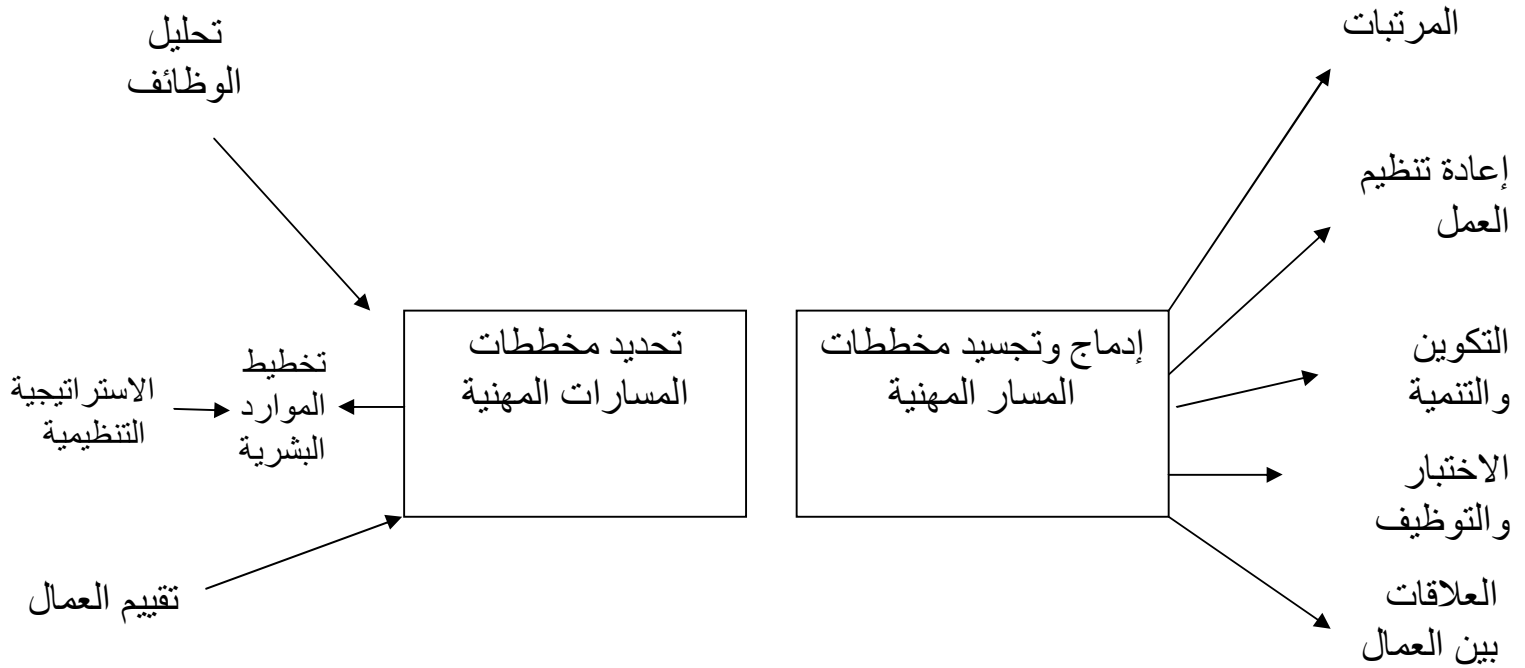 المرتبات
إعادة تنظيم
العمل
التكوين
والتنمية
الاختبار
والتوظيف
العلاقات
بين العمال
إدماج وتجسيد مخططات
المسار المهنية
تحديد مخططات
المسارات المهنية
تحليل
الوظائف
تخطيط
الموارد
البشرية
الاستراتيجية
التنظيمية
تقييم العمال